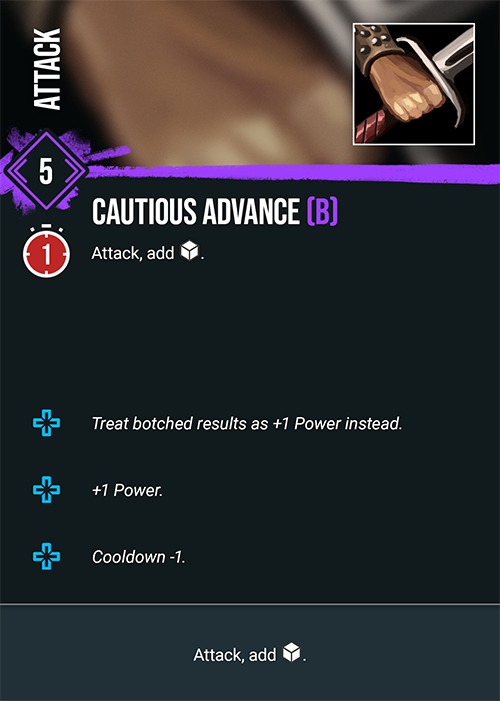 ATTACK
5
CAUTIOUS ADVANCE (B)
1
Attack, add .
Treat botched results as +1 Power instead.
+1 Power.
Cooldown -1.
Attack, add .